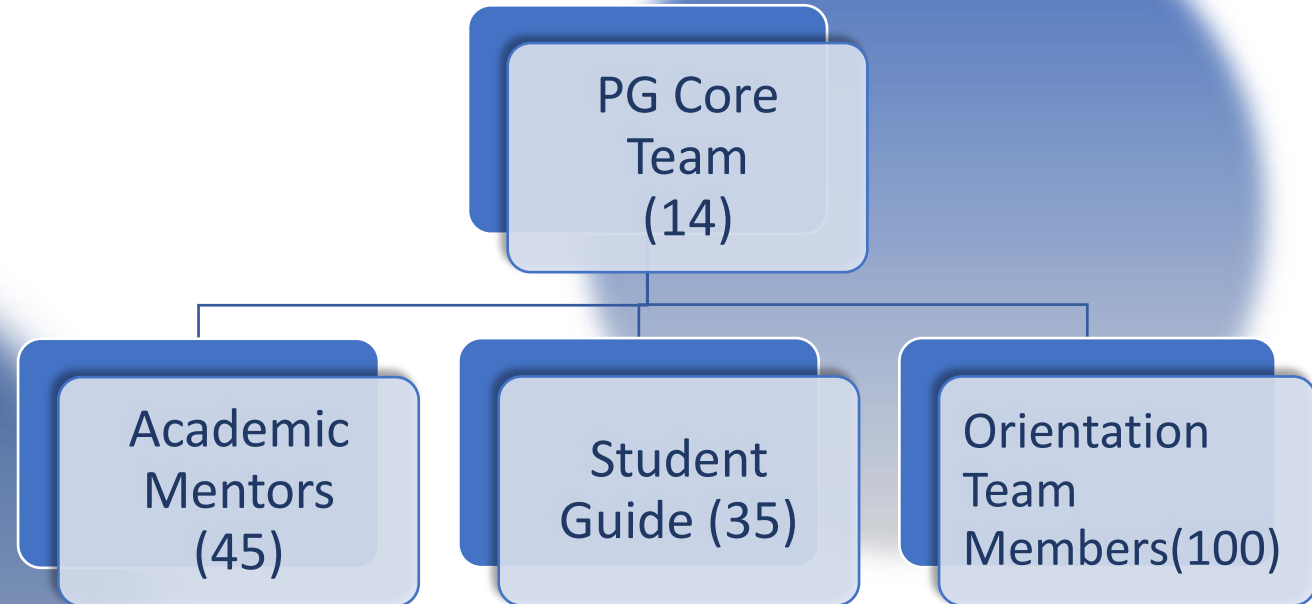 PG Core
Team
(14)
Academic
Mentors
(45)
Student
Guide (35)
Orientation
Team
Members(100)